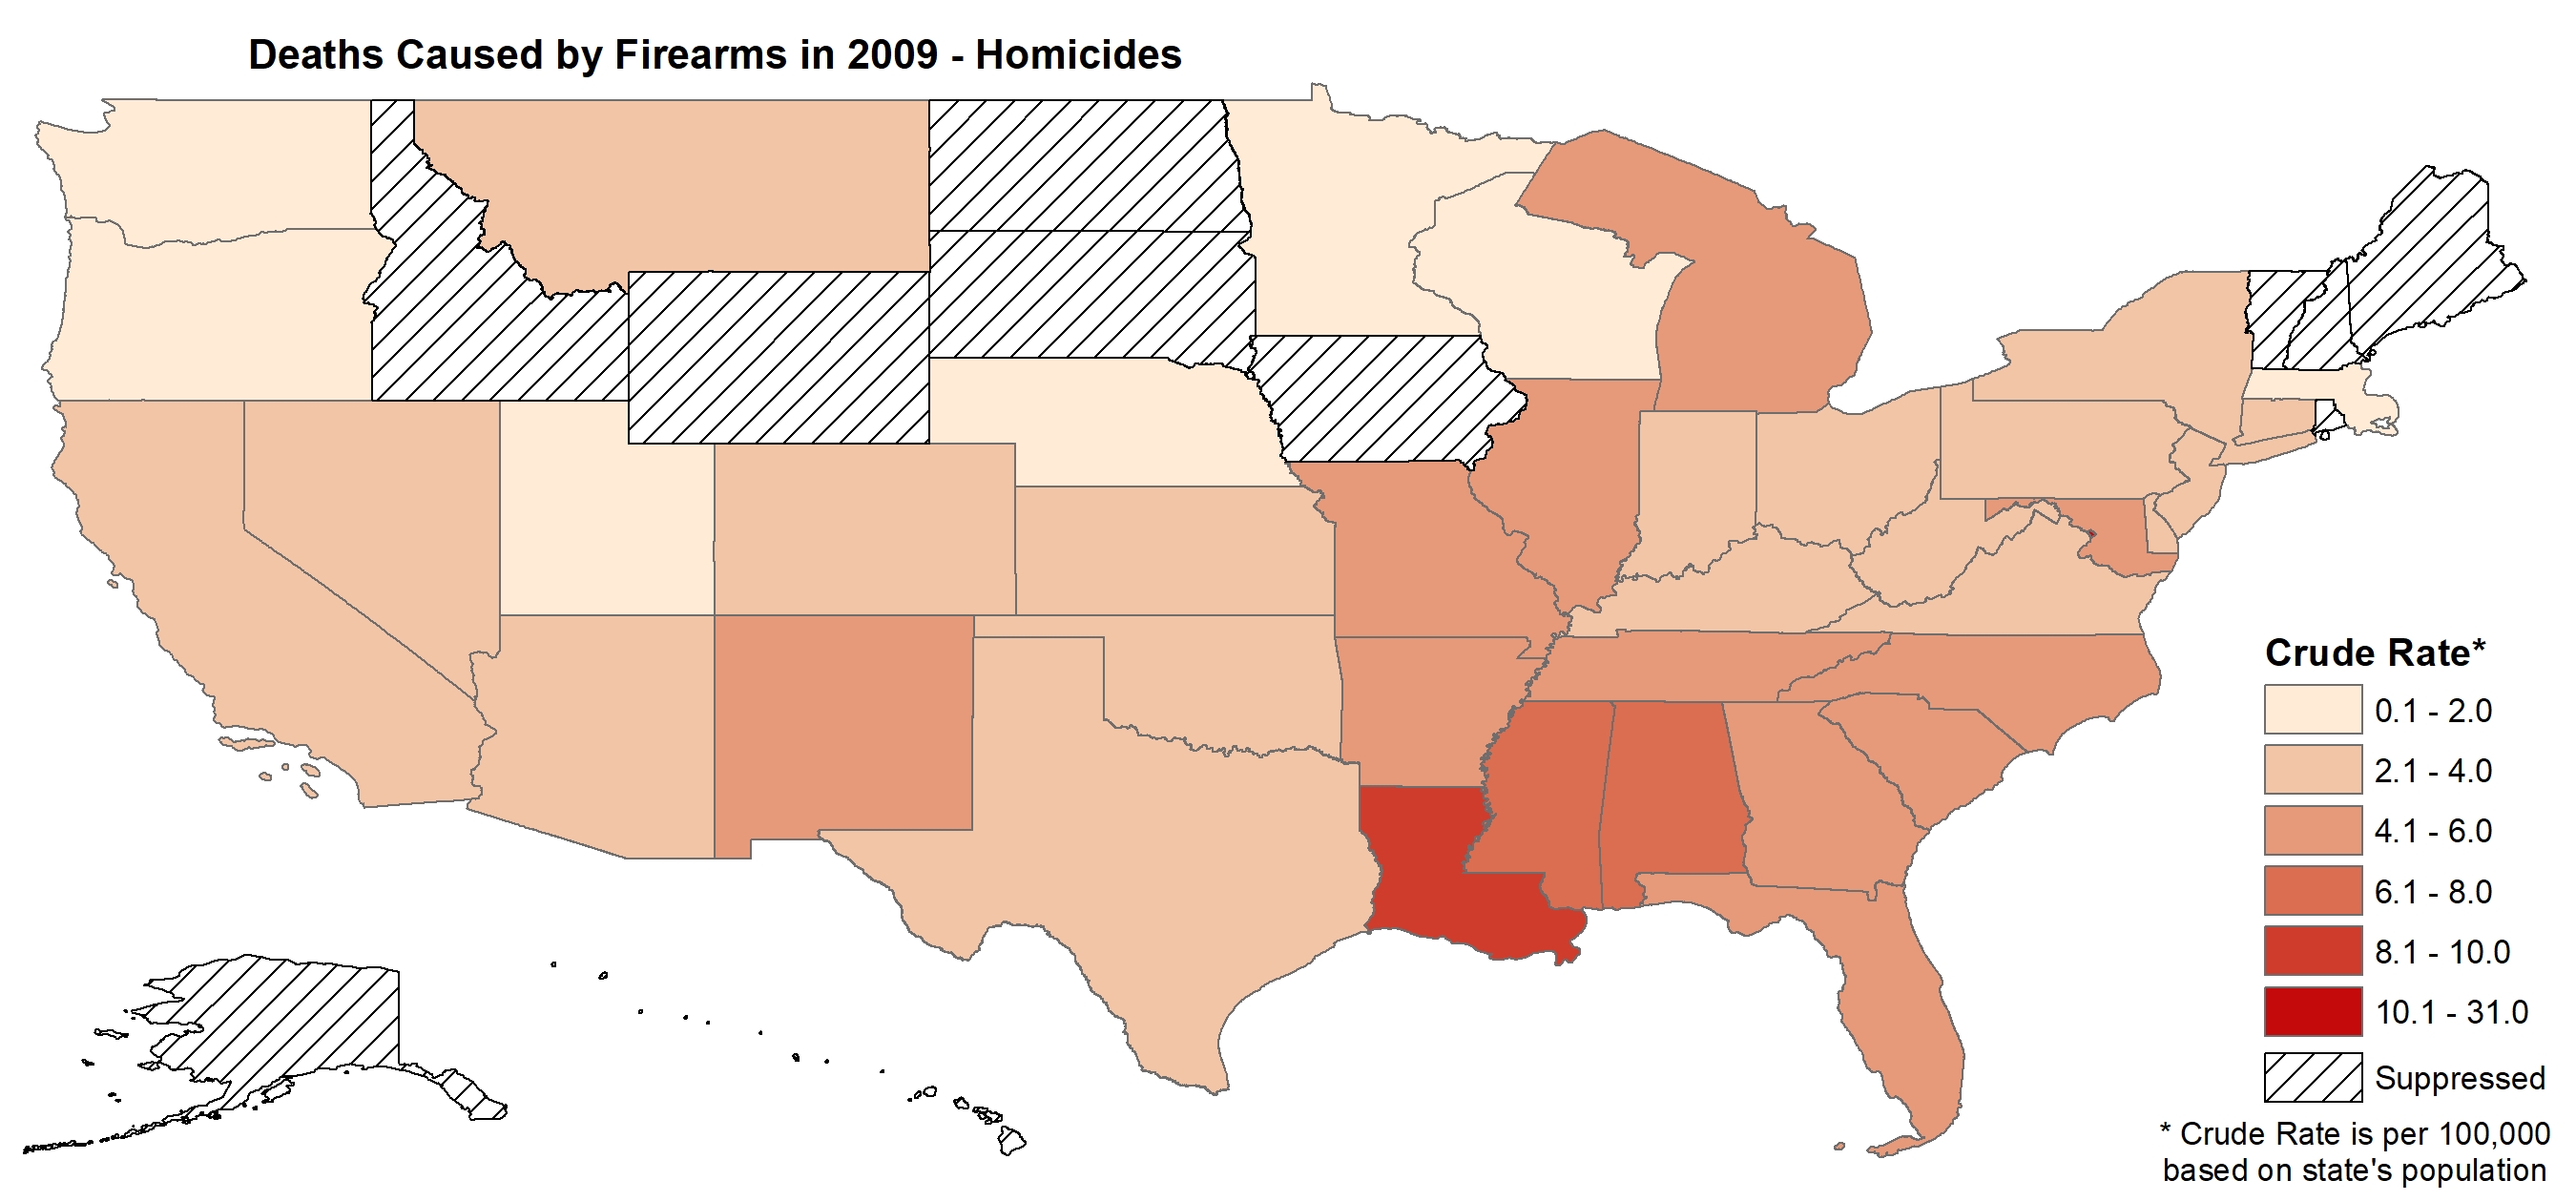 Deaths Caused by Firearms in 2009 - Homicides
Crude Rate*
0.1 - 2.0
2.1 - 4.0
4.1 - 6.0
6.1 - 8.0
8.1 - 10.0
10.1 - 31.0
Suppressed
* Crude Rate is per 100,000
based on state's population